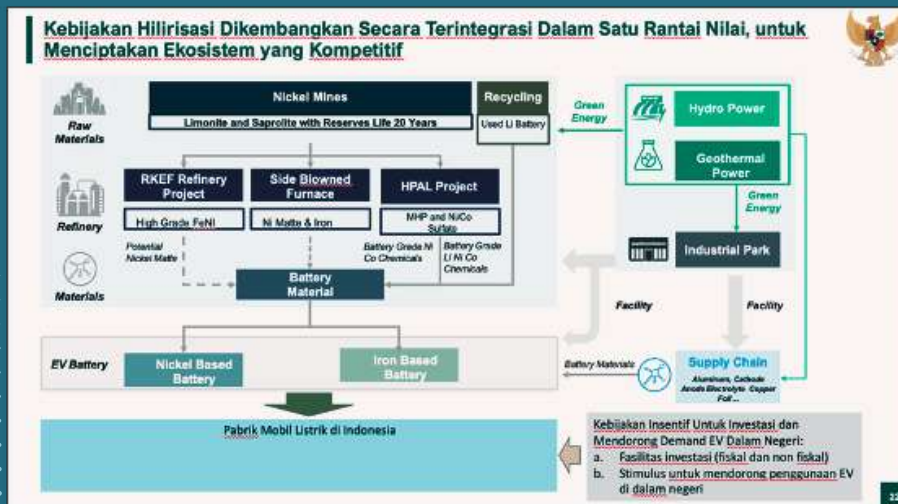 Kebijakan Hilirisasi Dikembangkan Secara Terintegrasi Dalam Satu Rantai Nilai, untuk
Menciptakan Ekosistem yang Kompetitif
Raw
Materials
Nickel Mines
Limonite and Saprolite with Reserves Life 20 Years
Recycling
Used Li Battery
Green
Energy
Hydro Power
Geothermal
Power
Refinery
RKEF Refinery
Project
High Grade FeNi
Side Blowned
Furnace
Ni Matte & Iron
HPAL Project
MHP and Ni/Co
Sulfate
Green
Energy
Industrial Park
Potential
Nickel Matte
Battery Grade Ni
Co Chemicals
Battery Grade
Li Ni Co
Chemicals
Materials
Battery
Material
Facility
Facility
EV Battery
Nickel Based
Battery
Iron Based
Battery
Battery Materials
Supply Chain
Aluminum, Cathode
Anode Electrolyte Copper
Foil ...
Pabrik Mobil Listrik di Indonesia
Kebijakan Insentif Untuk Investasi dan
Mendorong Demand EV Dalam Negeri:
a. Fasilitas investasi (fiskal dan non fiskal)
b. Stimulus untuk mendorong penggunaan EV
di dalam negeri
22